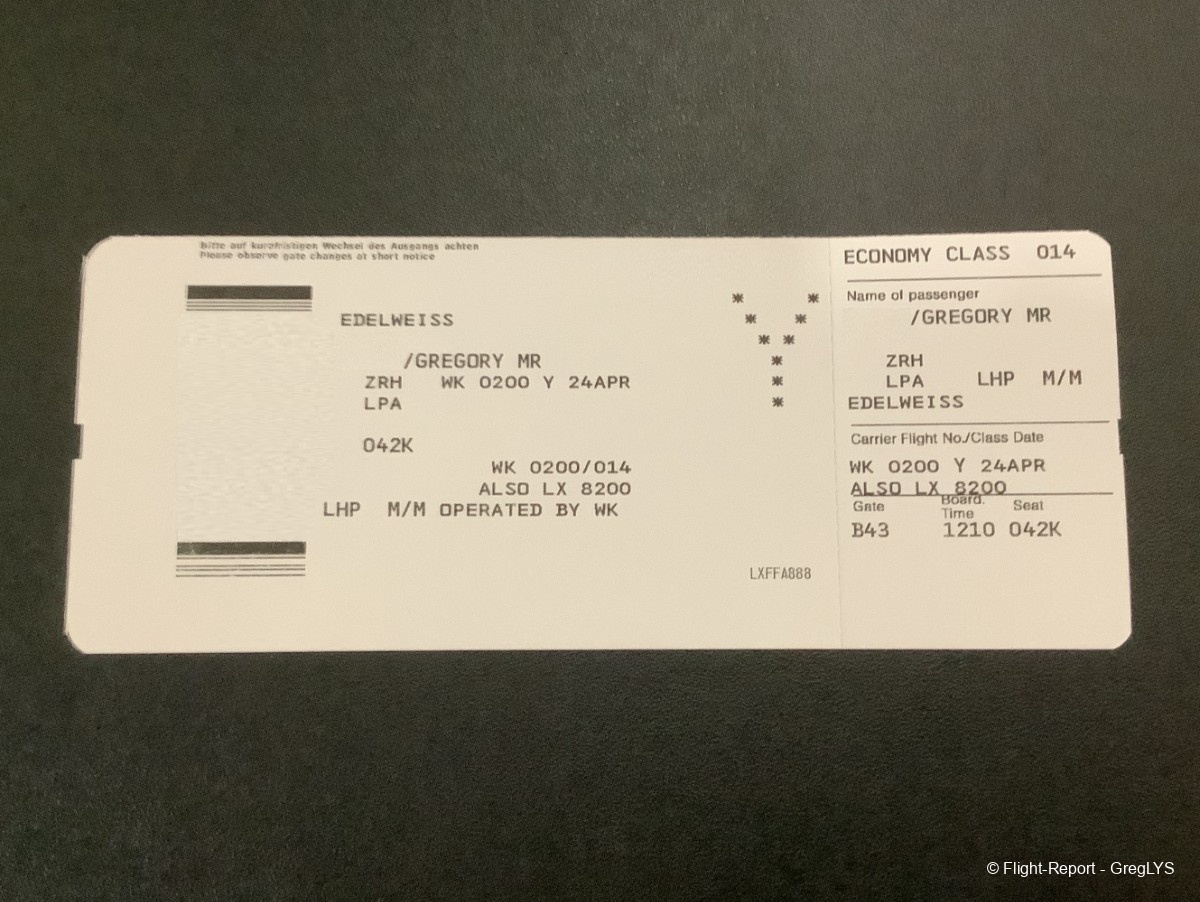 Bitte auf kurzfristigen Wechsel des Ausgangs achten
Please observe gate changes at short notice
EDELWEISS
/GREGORY MR
ZRH WK 0200 Y 24APR
LPA
042K
WK 0200/014
ALSO LX 8200
LHP M/M OPERATED BY WK
LXFFA888
ECONOMY CLASS 014
Name of passenger
/GREGORY MR
ZRH
LPA LHP M/M
EDELWEISS
Carrier Flight No./Class Date
WK 0200 Y 24APR
ALSO LX 8200
Gate Board. Time Seat
B43 1210 042K
© Flight-Report - GregLYS